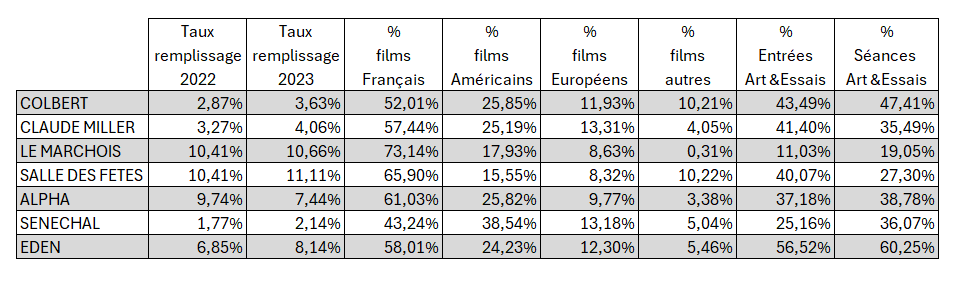 Taux Taux % % % % % %
remplissage remplissage films films films films Entrées Séances
2022 2023 Français Américains Européens autres Art &Essais Art &Essais
COLBERT 2,87% 3,63% 52,01% 25,85% 11,93% 10,21% 43,49% 47,41%
CLAUDE MILLER 3,27% 4,06% 57,44% 25,19% 13,31% 4,05% 41,40% 35,49%
LE MARCHOIS 10,41% 10,66% 73,14% 17,93% 8,63% 0,31% 11,03% 19,05%
SALLE DES FETES 10,41% 11,11% 65,90% 15,55% 8,32% 10,22% 40,07% 27,30%
ALPHA 9,74% 7,44% 61,03% 25,82% 9,77% 3,38% 37,18% 38,78%
SENECHAL 1,77% 2,14% 43,24% 38,54% 13,18% 5,04% 25,16% 36,07%
EDEN 6,85% 8,14% 58,01% 24,23% 12,30% 5,46% 56,52% 60,25%